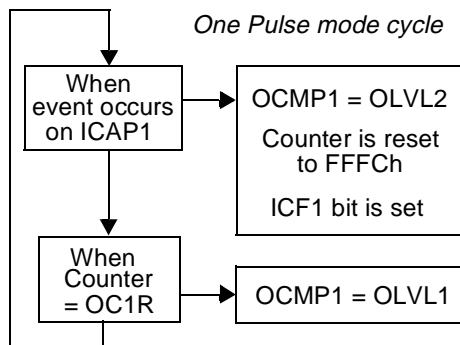 One Pulse mode cycle
When
event occurs
on ICAP1
OCMP1 = OLVL2
Counter is reset
to FFFCh
ICF1 bit is set
When
Counter
= OC1R
OCMP1 = OLVL1